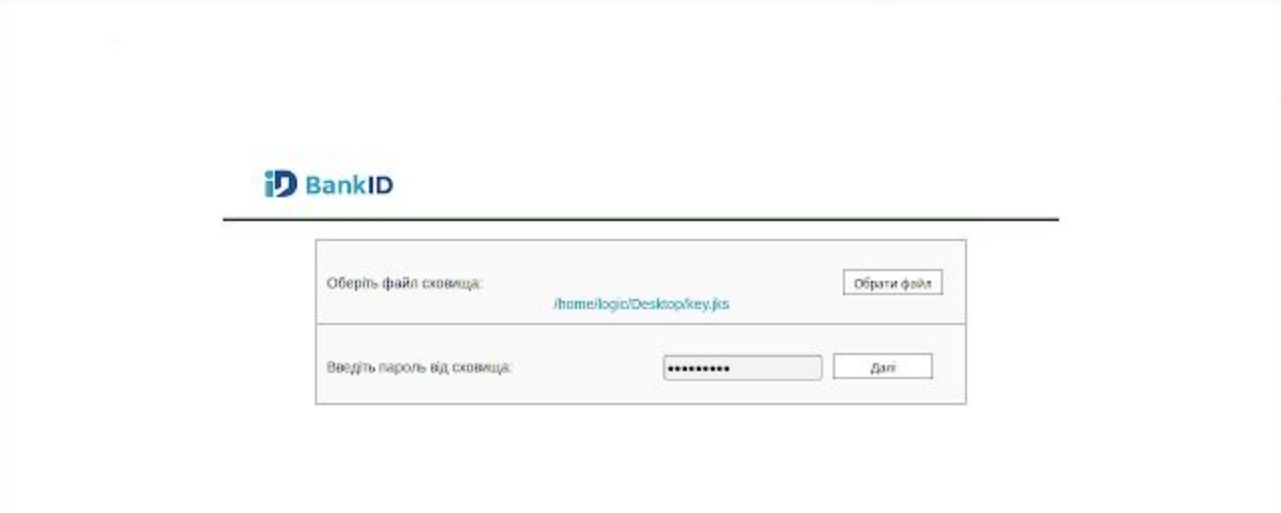 BankID
Оберіть файл сховища:
Обрати файл
/home/logic/Desktop/key.jks
Введіть пароль від сховища:
•••••••••
Далі